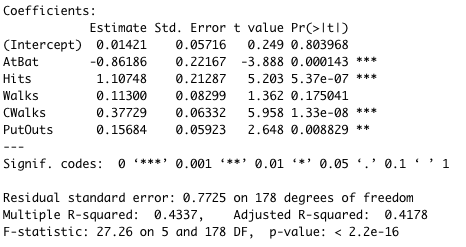 Coefficients:
            Estimate Std. Error t value Pr(>|t|)
(Intercept)  0.01421    0.05716   0.249 0.803968
AtBat       -0.86186    0.22167  -3.888 0.000143 ***
Hits         1.10748    0.21287   5.203 5.37e-07 ***
Walks        0.11300    0.08299   1.362 0.175041
CWalks       0.37729    0.06332   5.958 1.33e-08 ***
PutOuts      0.15684    0.05923   2.648 0.008829 **
---
Signif. codes:  0 ‘***’ 0.001 ‘**’ 0.01 ‘*’ 0.05 ‘.’ 0.1 ‘ ’ 1
Residual standard error: 0.7725 on 178 degrees of freedom
Multiple R-squared:  0.4337,    Adjusted R-squared:  0.4178
F-statistic: 27.26 on 5 and 178 DF,  p-value: < 2.2e-16